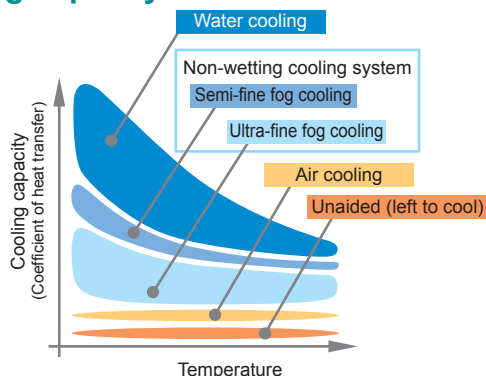 Water cooling
Non-wetting cooling system
Semi-fine fog cooling
Ultra-fine fog cooling
Air cooling
Unaided (left to cool)
Cooling capacity
(Coefficient of heat transfer)
Temperature